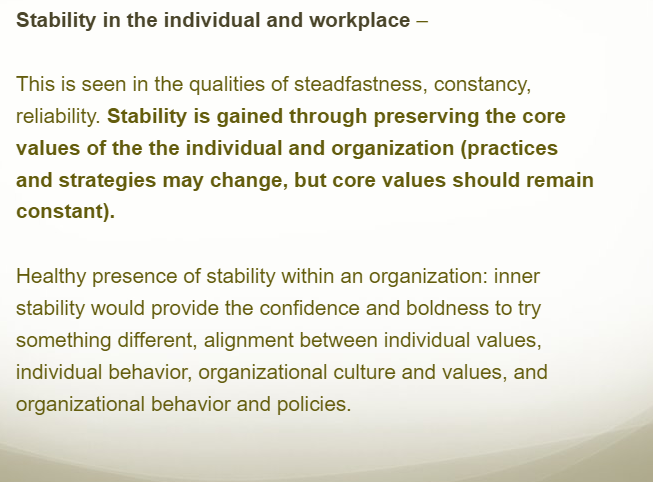 Stability in the individual and workplace –
This is seen in the qualities of steadfastness, constancy,
reliability. Stability is gained through preserving the core
values of the the individual and organization (practices
and strategies may change, but core values should remain
constant).
Healthy presence of stability within an organization: inner
stability would provide the confidence and boldness to try
something different, alignment between individual values,
individual behavior, organizational culture and values, and
organizational behavior and policies.